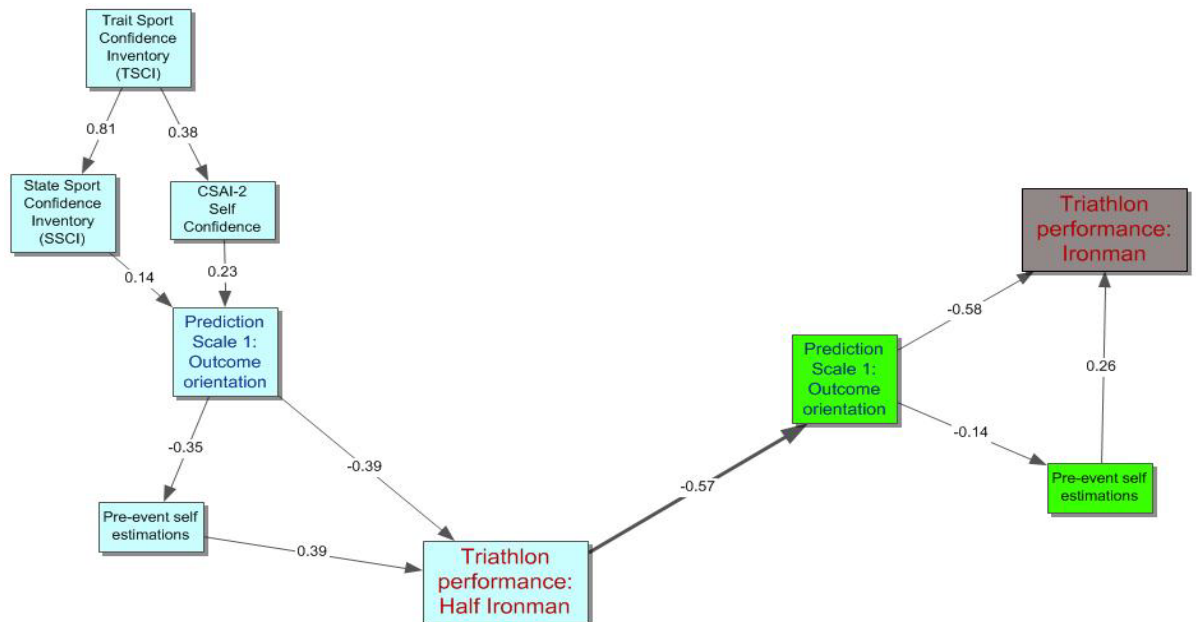 Trait Sport
Confidence
Inventory
(TSCI)
0.81
0.38
State Sport
Confidence
Inventory
(SSCI)
CSAI-2
Self
Confidence
0.14
0.23
Prediction
Scale 1:
Outcome
orientation
-0.35
-0.39
Pre-event self
estimations
0.39
Triathlon
performance:
Half Ironman
-0.57
Prediction
Scale 1:
Outcome
orientation
-0.58
-0.14
Pre-event self
estimations
0.26
Triathlon
performance:
Ironman